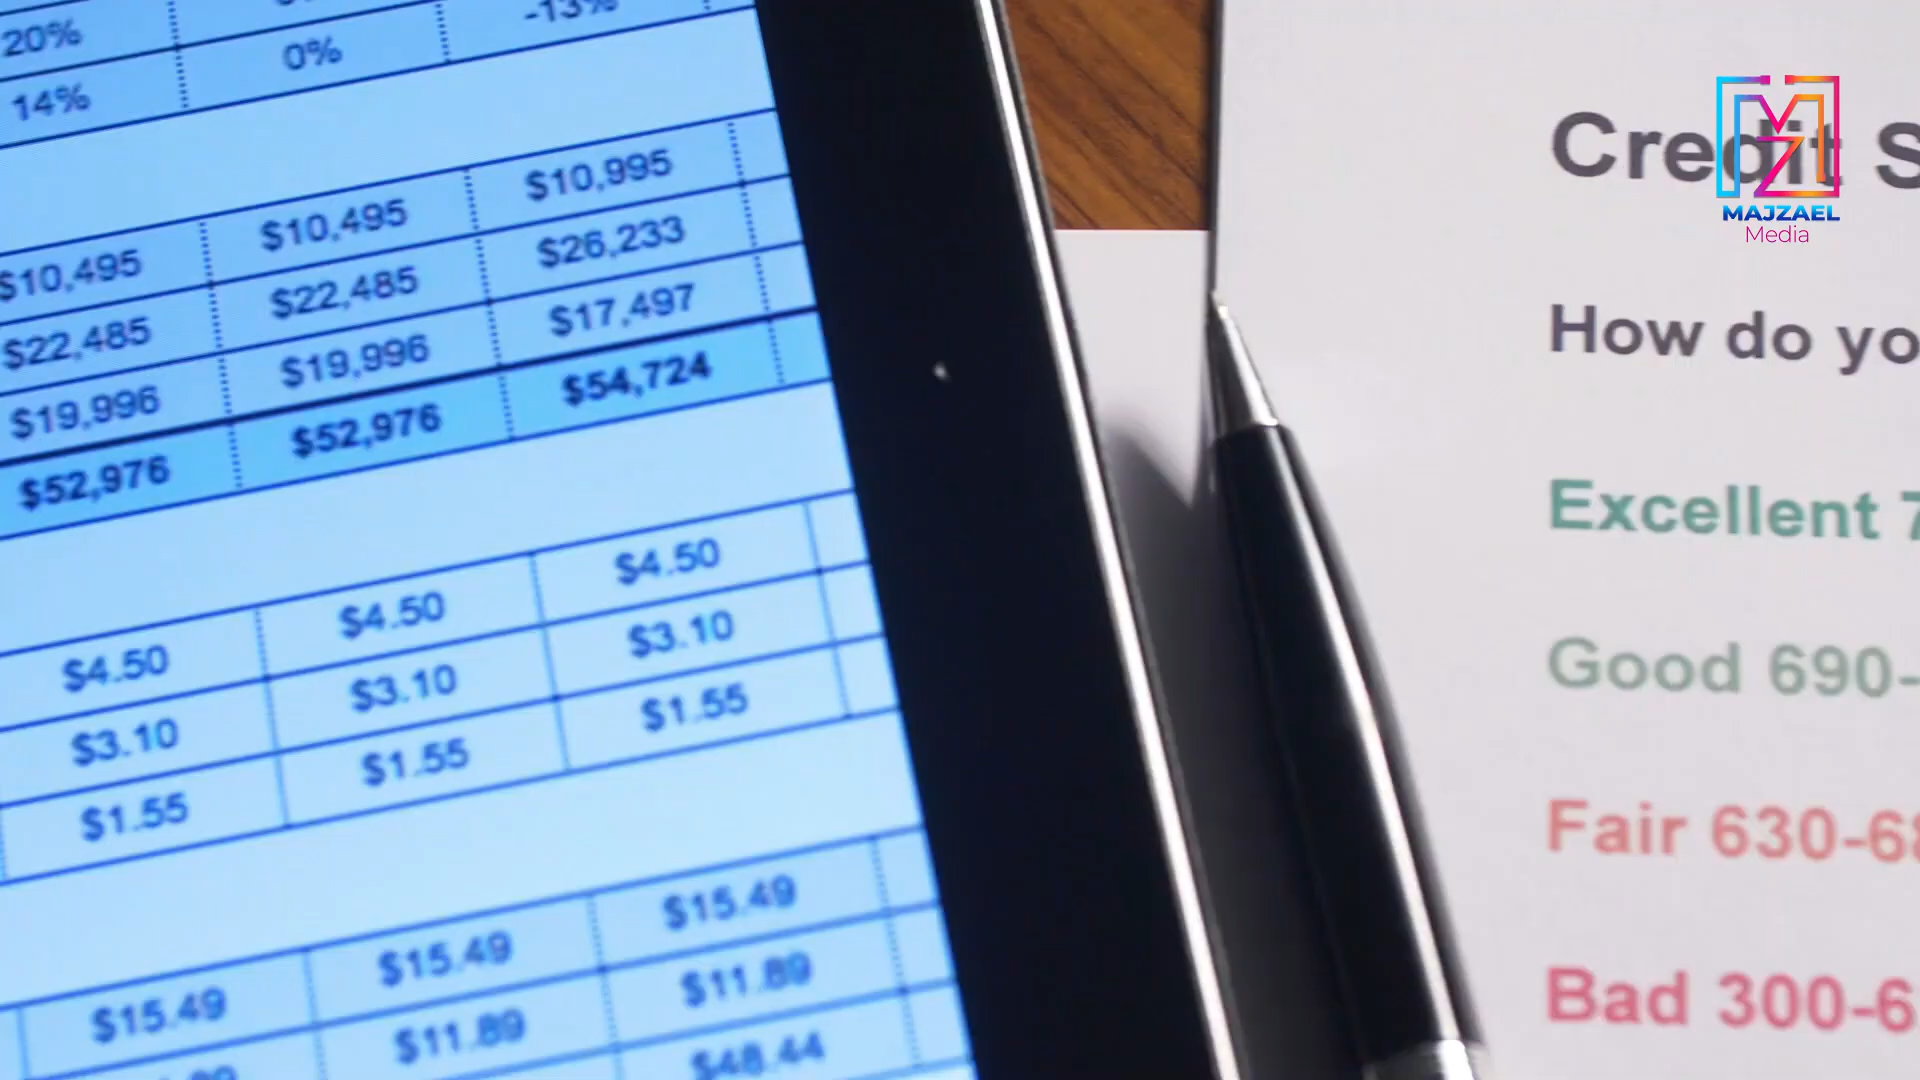 20%
-13%
14% 0%
$10,495 $10,495 $10,995
$22,485 $22,485 $26,233
$19,996 $19,996 $17,497
$52,976 $52,976 $54,724
$4.50 $4.50 $4.50
$3.10 $3.10 $3.10
$1.55 $1.55 $1.55
$15.49 $15.49 $15.49
$11.89 $11.89
$48.44
Credit S
How do yo
Excellent 7
Good 690-
Fair 630-68
Bad 300-6
MAJZAEL
Media